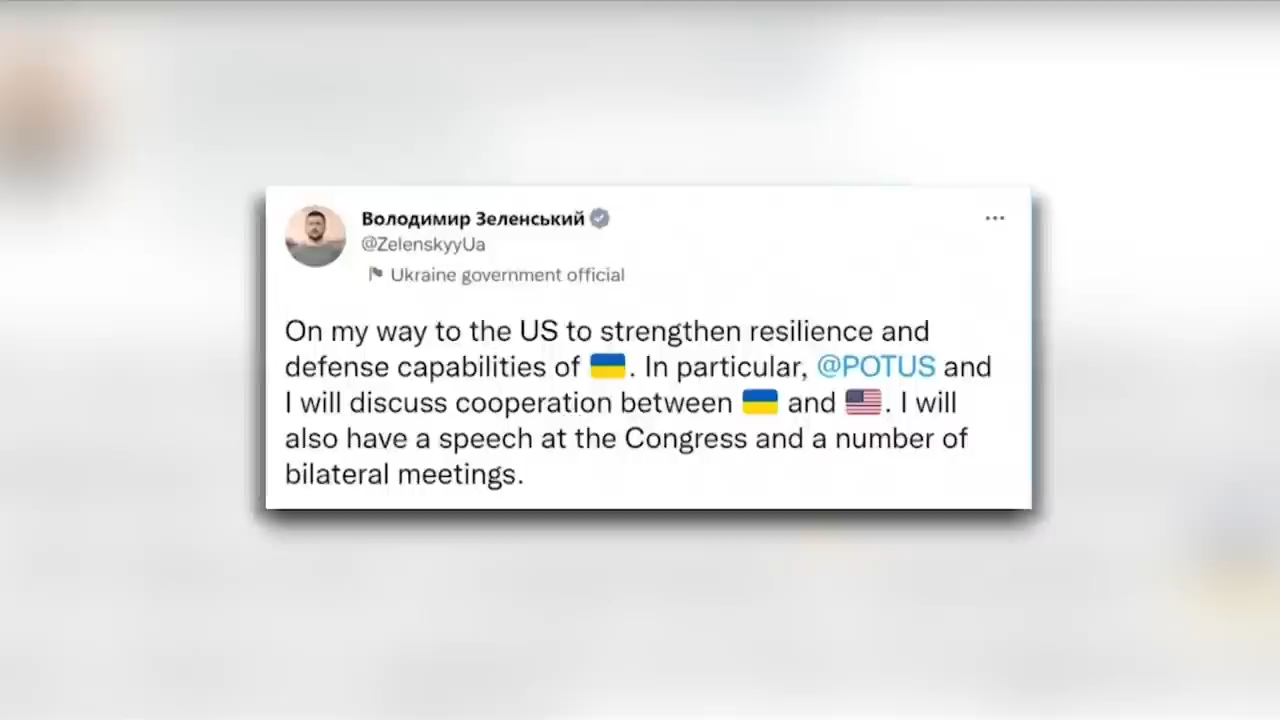 Володимир Зеленський
@ZelenskyyUa
Ukraine government official
On my way to the US to strengthen resilience and
defense capabilities of 🇺🇦. In particular, @POTUS and
I will discuss cooperation between 🇺🇦 and 🇺🇸. I will
also have a speech at the Congress and a number of
bilateral meetings.